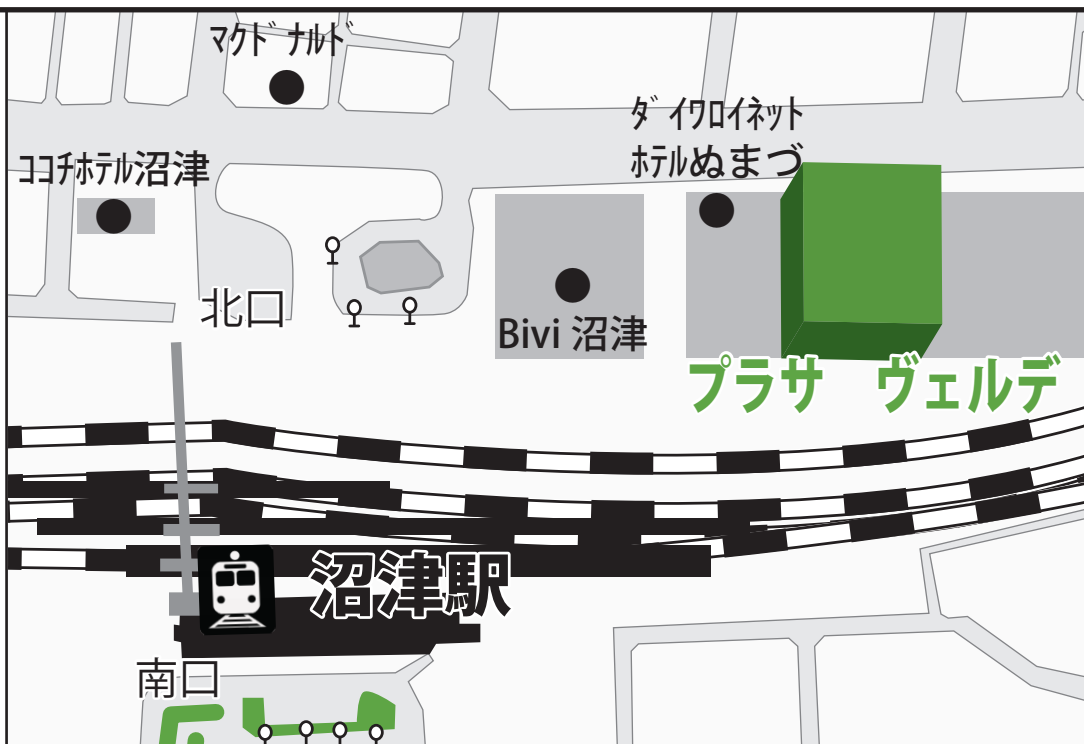 ﾏｸﾄﾞﾅﾙﾄﾞ
ﾀﾞｲﾜﾛｲﾈｯﾄ
ﾎﾃﾙぬまづ
ｺｺﾁﾎﾃﾙ沼津
北口
Bivi 沼津
プラサ ヴェルデ
沼津駅
南口